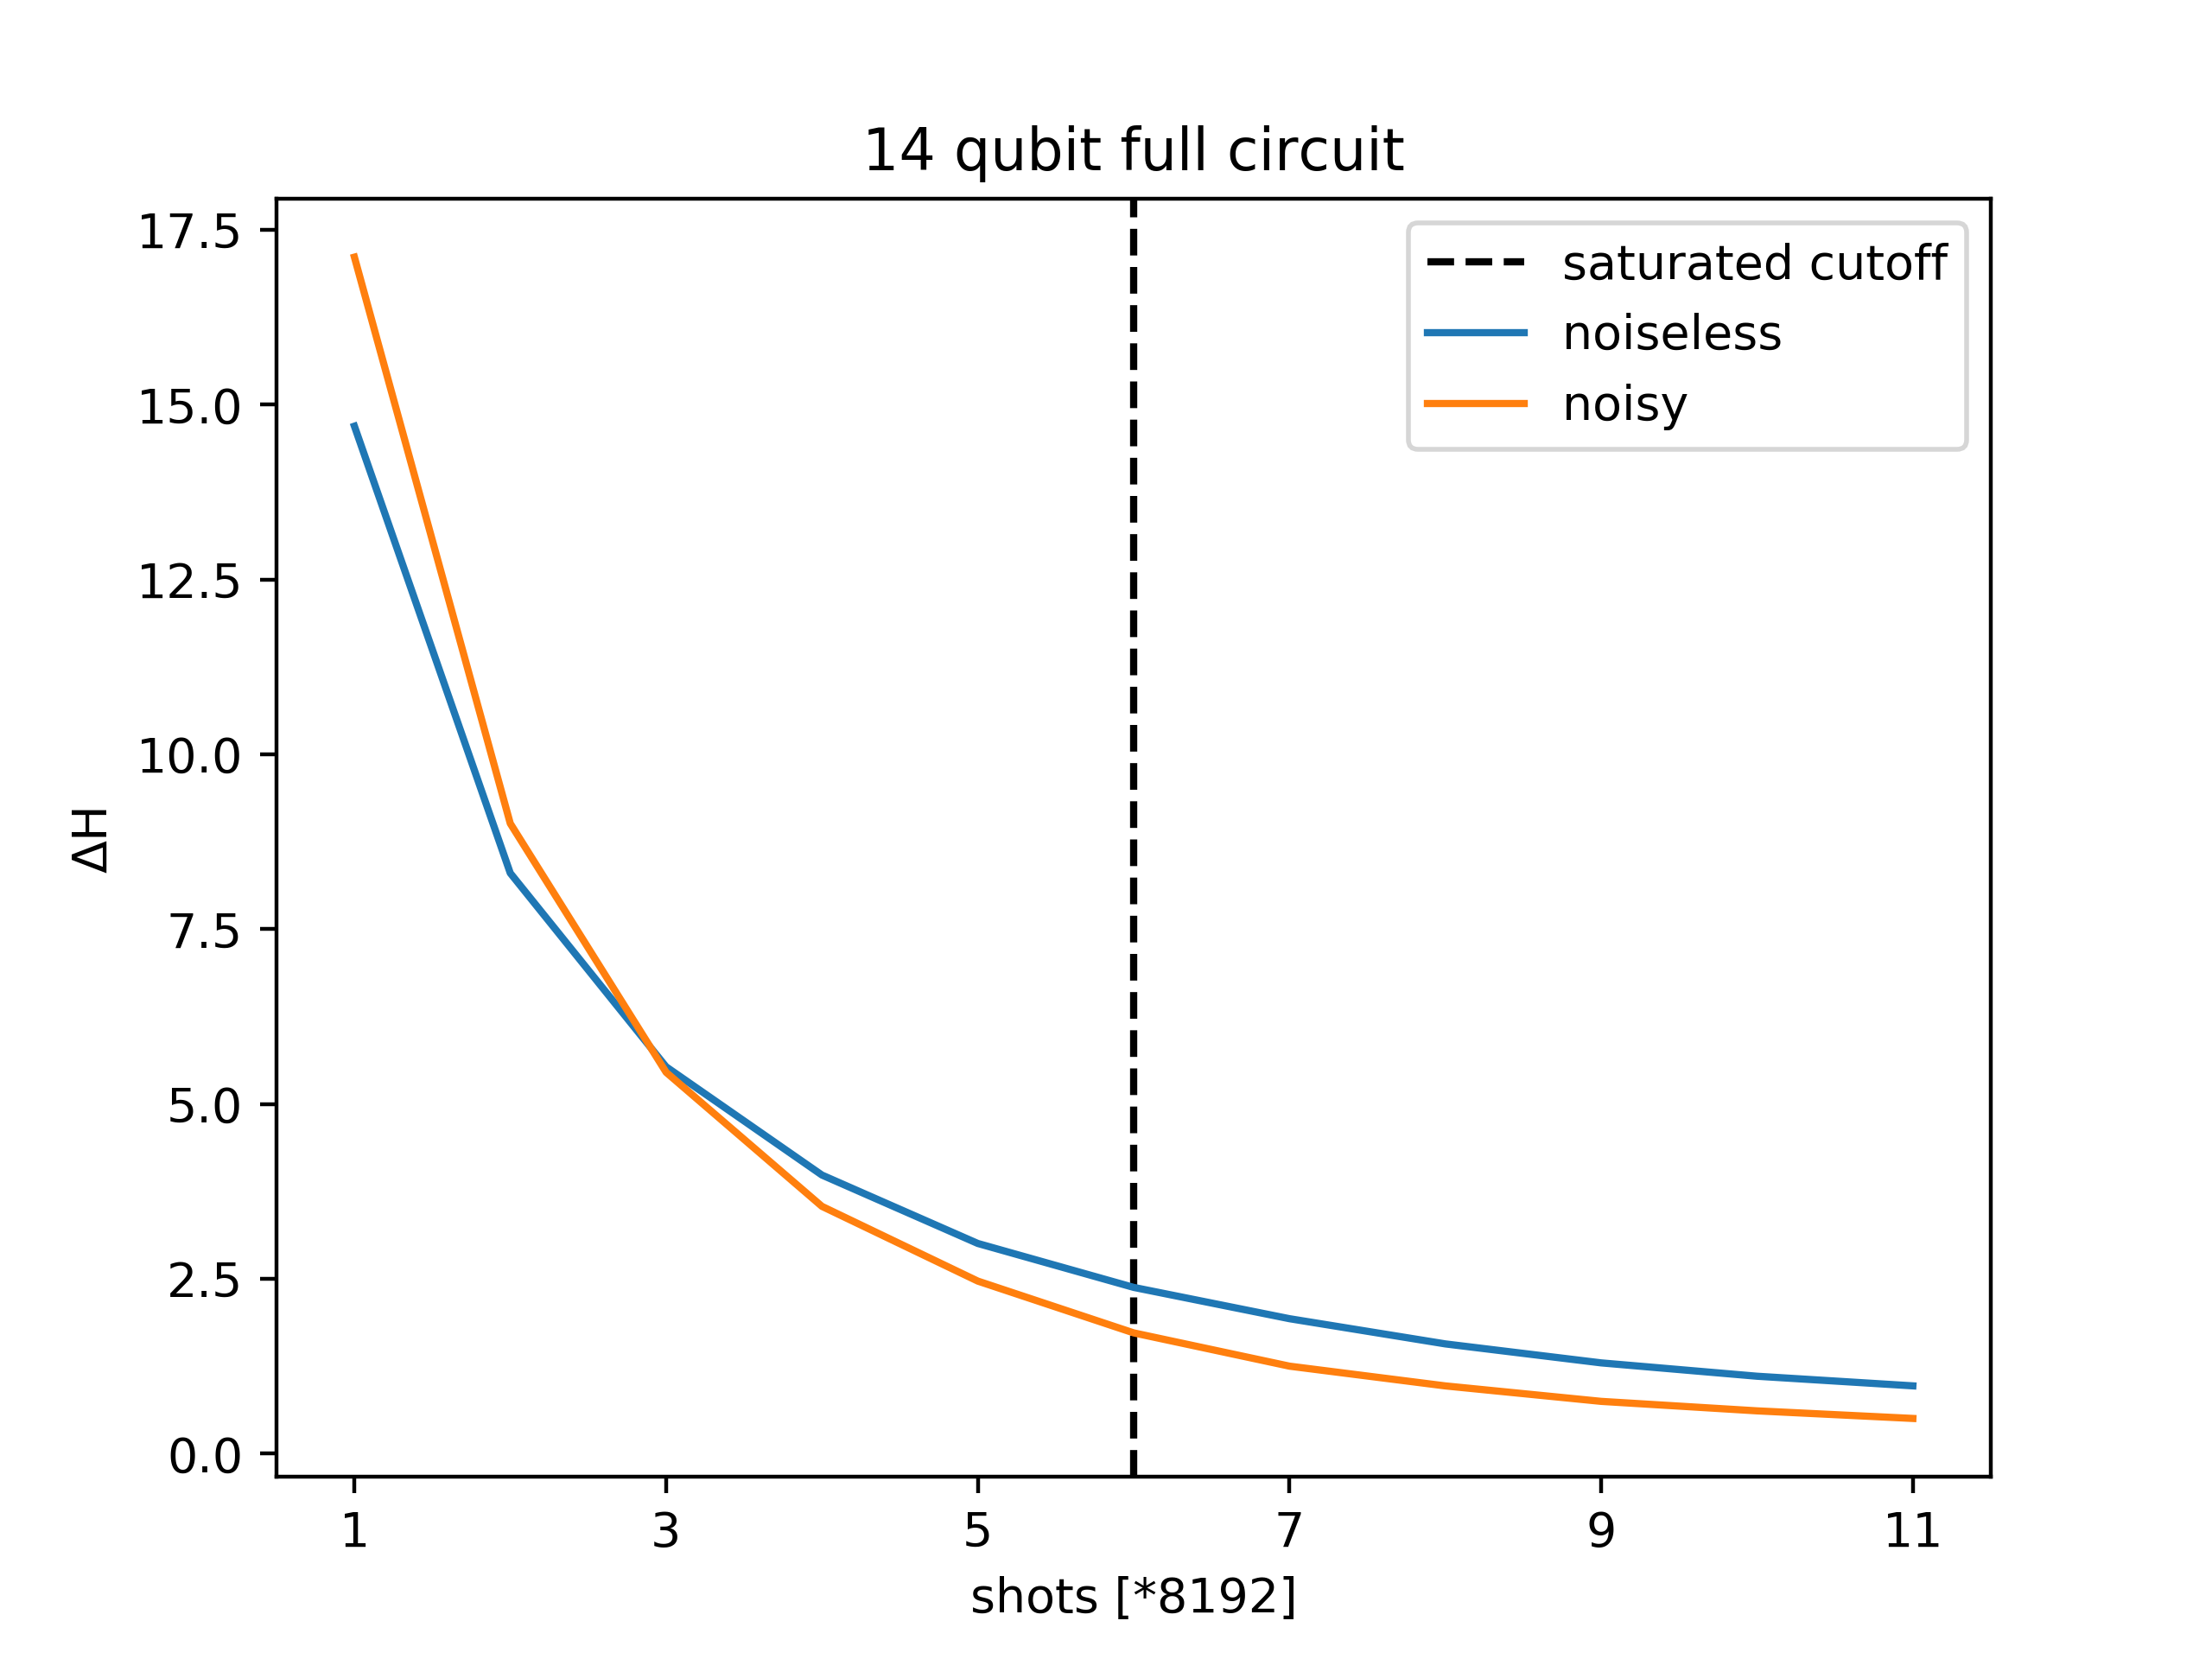 14 qubit full circuit
17.5
15.0
12.5
10.0
7.5
5.0
2.5
0.0
ΔH
saturated cutoff
noiseless
noisy
1 3 5 7 9 11
shots [*8192]